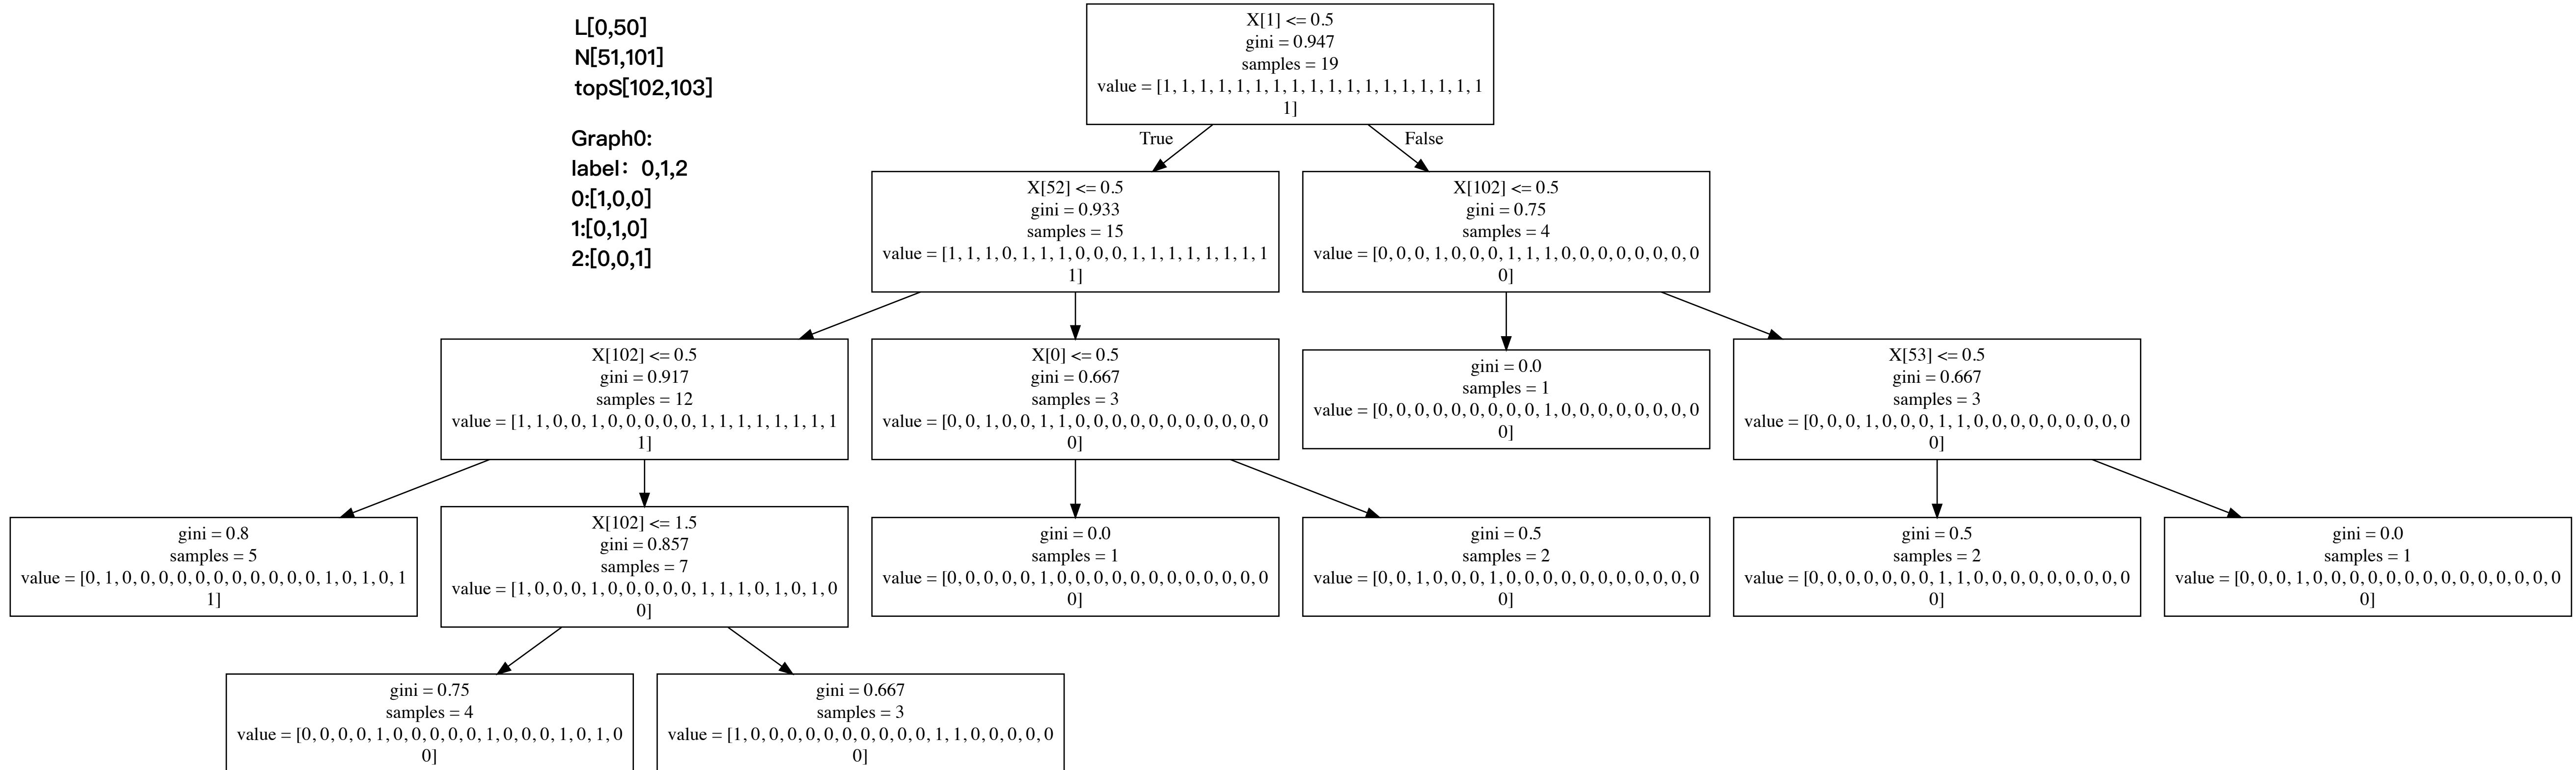 L[0,50]
N[51,101]
topS[102,103]
Graph0:
label：0,1,2
0:[1,0,0]
1:[0,1,0]
2:[0,0,1]
X[1] <= 0.5
gini = 0.947
samples = 19
value = [1, 1, 1, 1, 1, 1, 1, 1, 1, 1, 1, 1, 1, 1, 1, 1, 1, 1
1]
True
False
X[52] <= 0.5
gini = 0.933
samples = 15
value = [1, 1, 1, 0, 1, 1, 1, 0, 0, 0, 1, 1, 1, 1, 1, 1, 1, 1
1]
X[102] <= 0.5
gini = 0.75
samples = 4
value = [0, 0, 0, 1, 0, 0, 0, 1, 1, 1, 0, 0, 0, 0, 0, 0, 0, 0
0]
X[102] <= 0.5
gini = 0.917
samples = 12
value = [1, 1, 0, 0, 1, 0, 0, 0, 0, 0, 1, 1, 1, 1, 1, 1, 1, 1
1]
X[0] <= 0.5
gini = 0.667
samples = 3
value = [0, 0, 1, 0, 0, 1, 1, 0, 0, 0, 0, 0, 0, 0, 0, 0, 0, 0
0]
gini = 0.0
samples = 1
value = [0, 0, 0, 0, 0, 0, 0, 0, 0, 1, 0, 0, 0, 0, 0, 0, 0, 0
0]
X[53] <= 0.5
gini = 0.667
samples = 3
value = [0, 0, 0, 1, 0, 0, 0, 1, 1, 0, 0, 0, 0, 0, 0, 0, 0, 0
0]
gini = 0.8
samples = 5
value = [0, 1, 0, 0, 0, 0, 0, 0, 0, 0, 0, 0, 0, 1, 0, 1, 0, 1
1]
X[102] <= 1.5
gini = 0.857
samples = 7
value = [1, 0, 0, 0, 1, 0, 0, 0, 0, 0, 1, 1, 1, 0, 1, 0, 1, 0
0]
gini = 0.0
samples = 1
value = [0, 0, 0, 0, 0, 1, 0, 0, 0, 0, 0, 0, 0, 0, 0, 0, 0, 0
0]
gini = 0.5
samples = 2
value = [0, 0, 1, 0, 0, 0, 1, 0, 0, 0, 0, 0, 0, 0, 0, 0, 0, 0
0]
gini = 0.5
samples = 2
value = [0, 0, 0, 0, 0, 0, 0, 1, 1, 0, 0, 0, 0, 0, 0, 0, 0, 0
0]
gini = 0.0
samples = 1
value = [0, 0, 0, 1, 0, 0, 0, 0, 0, 0, 0, 0, 0, 0, 0, 0, 0, 0
0]
gini = 0.75
samples = 4
value = [0, 0, 0, 0, 1, 0, 0, 0, 0, 0, 1, 0, 0, 0, 1, 0, 1, 0
0]
gini = 0.667
samples = 3
value = [1, 0, 0, 0, 0, 0, 0, 0, 0, 0, 0, 1, 1, 0, 0, 0, 0, 0
0]